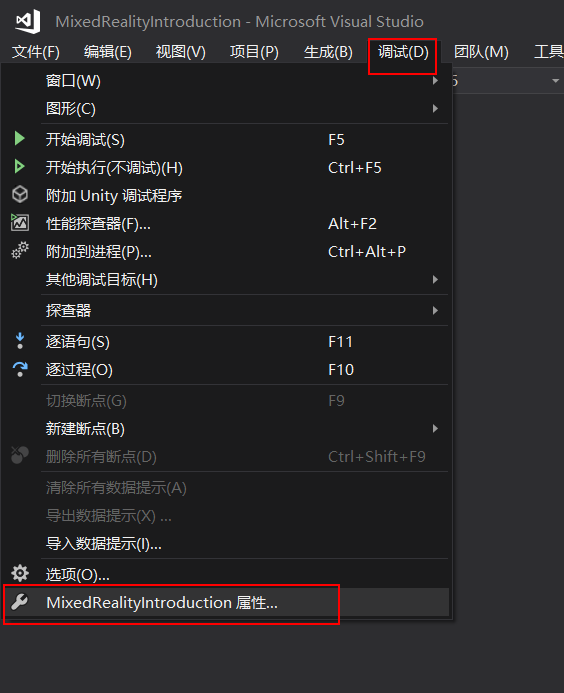 MixedRealityIntroduction - Microsoft Visual Studio
文件(F) 编辑(E) 视图(V) 项目(P) 生成(B) 调试(D) 团队(M) 工具
窗口(W)
图形(C)
开始调试(S) F5
开始执行(不调试)(H) Ctrl+F5
附加 Unity 调试程序
性能探查器(F)... Alt+F2
附加到进程(P)... Ctrl+Alt+P
其他调试目标(H)
探查器
逐语句(S) F11
逐过程(O) F10
切换断点(G) F9
新建断点(B)
删除所有断点(D) Ctrl+Shift+F9
清除所有数据提示(A)
导出数据提示(X) ...
导入数据提示(I)...
选项(O)...
MixedRealityIntroduction 属性...